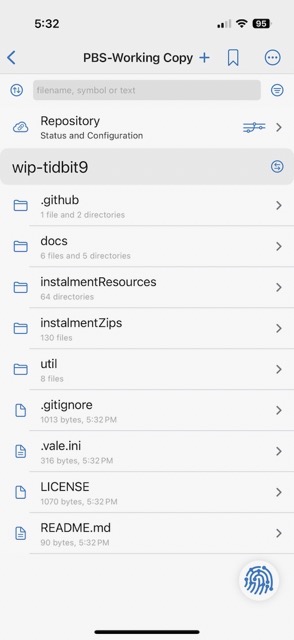 5:32
95
PBS-Working Copy
filename, symbol or text
Repository
Status and Configuration
wip-tidbit9
.github
1 file and 2 directories
docs
6 files and 5 directories
instalmentResources
64 directories
instalmentZips
130 files
util
8 files
.gitignore
1013 bytes, 5:32 PM
.vale.ini
316 bytes, 5:32 PM
LICENSE
1070 bytes, 5:32 PM
README.md
90 bytes, 5:32 PM